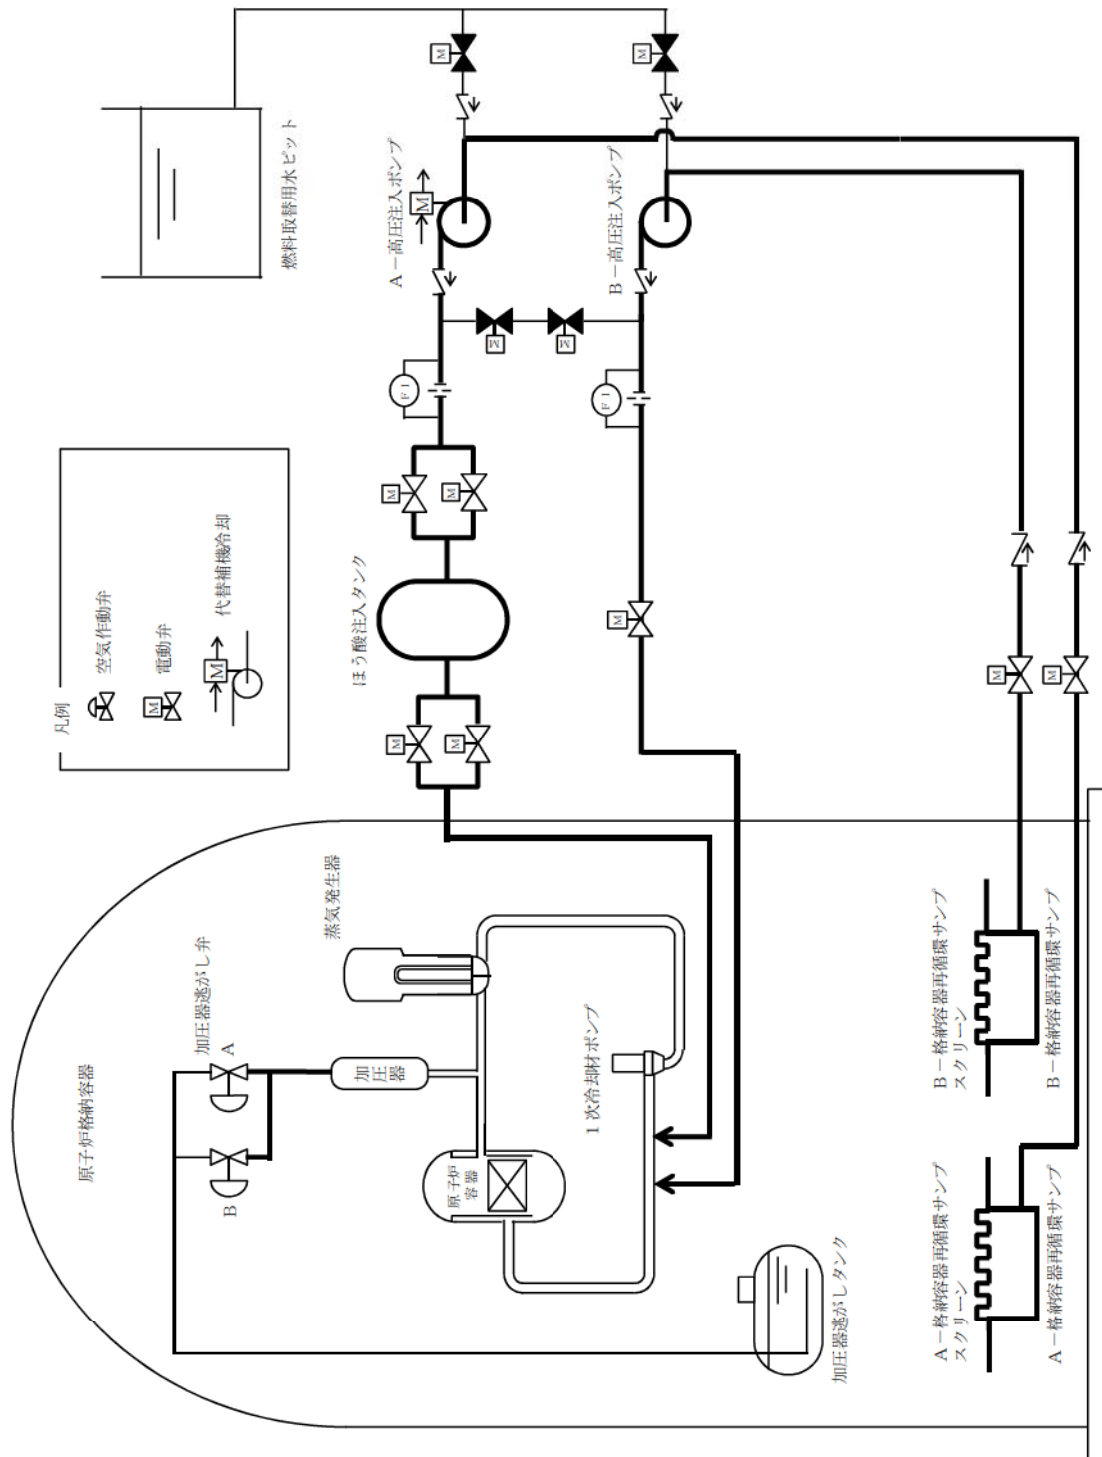 原子炉格納容器
加圧器逃がし弁
A
B
加圧器
蒸気発生器
原子炉
容器
1次冷却材ポンプ
加圧器逃がしタンク
A－格納容器再循環サンプ
スクリーン
A－格納容器再循環サンプ
B－格納容器再循環サンプ
スクリーン
B－格納容器再循環サンプ
凡例
空気作動弁
M
電動弁
M
代替補機冷却
ほう酸注入タンク
M
M
M
M
M
M
M
FI
FI
M
M
A－高圧注入ポンプ
M
B－高圧注入ポンプ
M
M
燃料取替用水ピット